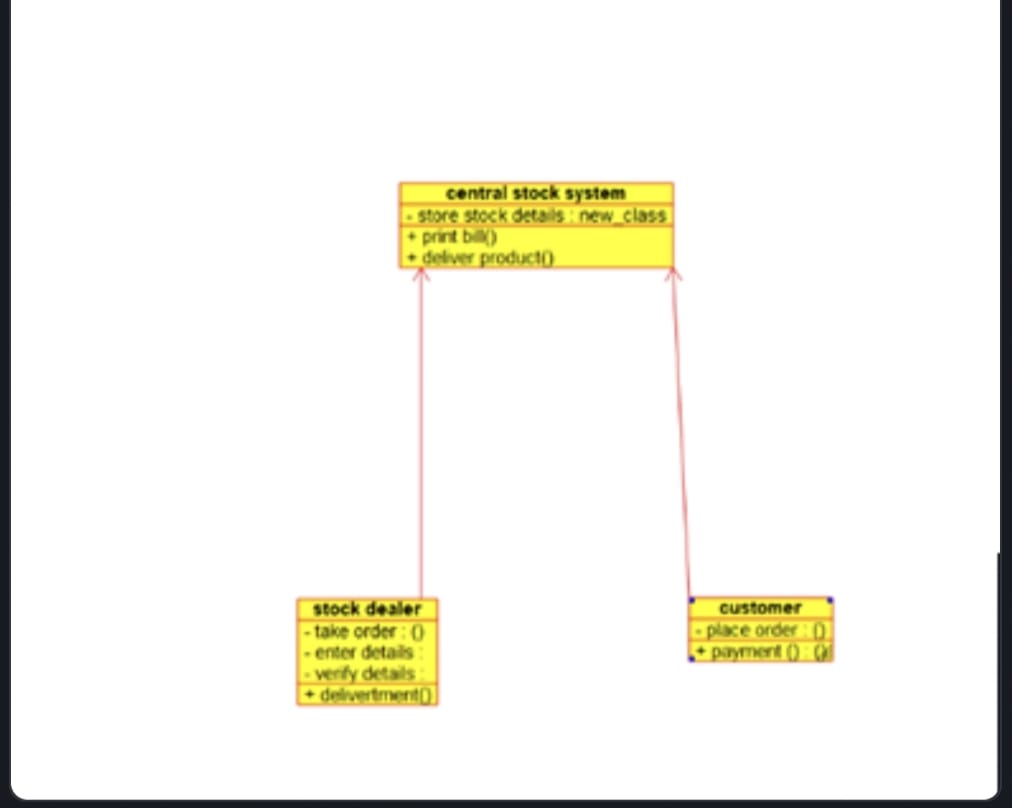 central stock system
- store stock details : new_class
+ print bill()
+ deliver product()
stock dealer
- take order : ()
- enter details :
- verify details :
+ delivertment()
customer
- place order : ()
+ payment () : ()